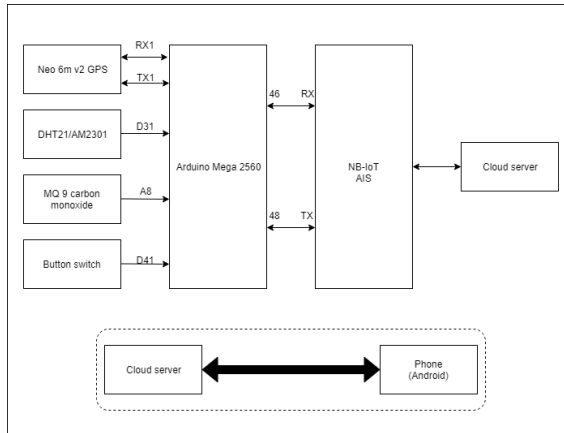 RX1
Neo 6m v2 GPS
TX1
46 RX
DHT21/AM2301
D31
Arduino Mega 2560
NB-IoT
AIS
Cloud server
MQ 9 carbon
monoxide
A8
48 TX
Button switch
D41
Cloud server
Phone
(Android)